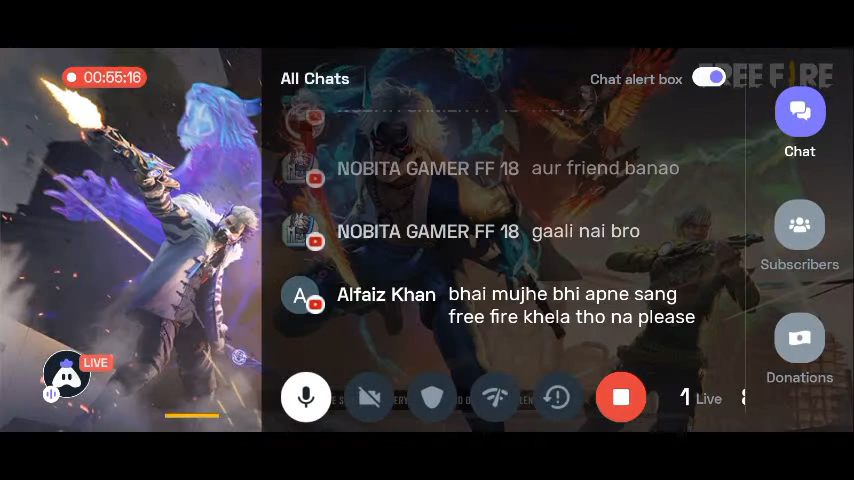 00:55:16
All Chats
Chat alert box
FREE FIRE
Chat
NOBITA GAMER FF 18 aur friend banao
NOBITA GAMER FF 18 gaali nai bro
Subscribers
A Alfaiz Khan bhai mujhe bhi apne sang
free fire khela tho na please
LIVE
Donations
1 Live